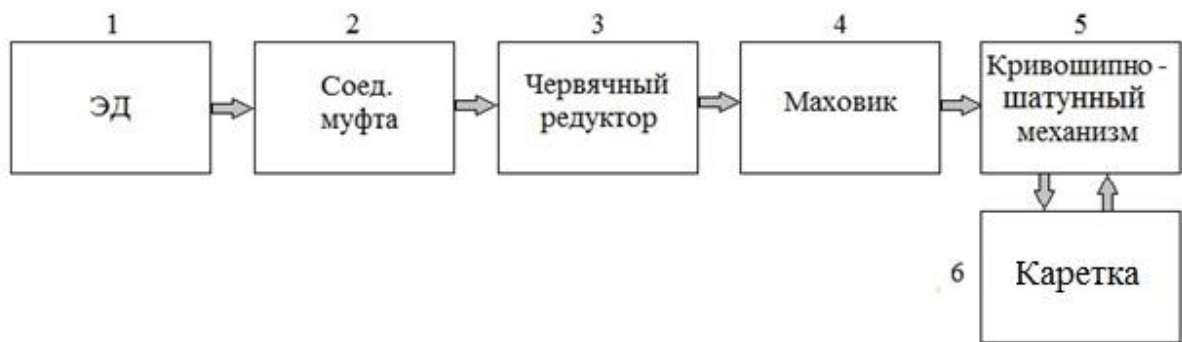 1 2 3 4 5
ЭД
Соед.
муфта
Червячный
редуктор
Маховик
Кривошипно -
шатунный
механизм
6
Каретка